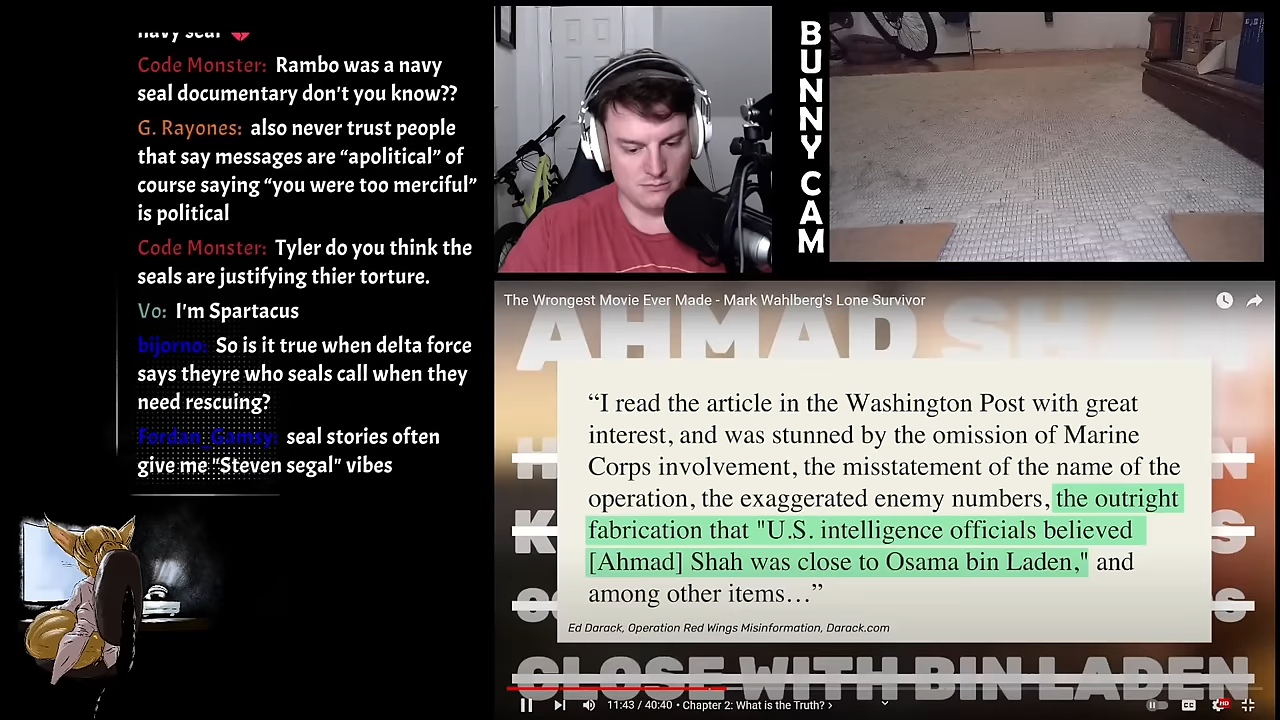 navy seal
Code Monster: Rambo was a navy
seal documentary don't you know??
G. Rayones: also never trust people
that say messages are “apolitical” of
course saying “you were too merciful”
is political
Code Monster: Tyler do you think the
seals are justifying thier torture.
Vo: I'm Spartacus
bijorno: So is it true when delta force
says theyre who seals call when they
need rescuing?
Fordan_Gamsy: seal stories often
give me "Steven segal" vibes
BUNNY CAM
The Wrongest Movie Ever Made - Mark Wahlberg's Lone Survivor
AHMAD SHA
“I read the article in the Washington Post with great
interest, and was stunned by the omission of Marine
Corps involvement, the misstatement of the name of the
operation, the exaggerated enemy numbers, the outright
fabrication that "U.S. intelligence officials believed
[Ahmad] Shah was close to Osama bin Laden," and
among other items…”
Ed Darack, Operation Red Wings Misinformation, Darack.com
CLOSE WITH BIN LADEN
11:43 / 40:40 • Chapter 2: What is the Truth? ›
CC
HD